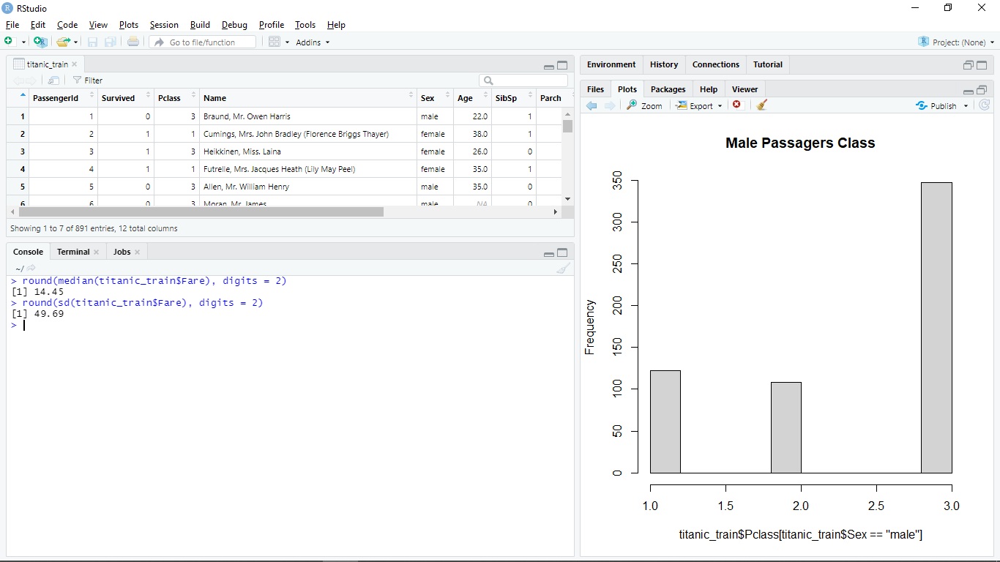 RStudio
File Edit Code View Plots Session Build Debug Profile Tools Help
Go to file/function Addins Project: (None)
titanic_train
Filter
PassengerId Survived Pclass Name Sex Age SibSp Parch
1 1 0 3 Braund, Mr. Owen Harris male 22.0 1
2 2 1 1 Cumings, Mrs. John Bradley (Florence Briggs Thayer) female 38.0 1
3 3 1 3 Heikkinen, Miss. Laina female 26.0 0
4 4 1 1 Futrelle, Mrs. Jacques Heath (Lily May Peel) female 35.0 1
5 5 0 3 Allen, Mr. William Henry male 35.0 0
6 6 0 3 Moran, Mr. James male NA 0
Showing 1 to 7 of 891 entries, 12 total columns
Console Terminal Jobs
~/
> round(median(titanic_train$Fare), digits = 2)
[1] 14.45
> round(sd(titanic_train$Fare), digits = 2)
[1] 49.69
>
Environment History Connections Tutorial
Files Plots Packages Help Viewer
Zoom Export Publish
Male Passagers Class
Frequency
350
300
250
200
150
100
50
0
1.0 1.5 2.0 2.5 3.0
titanic_train$Pclass[titanic_train$Sex == "male"]